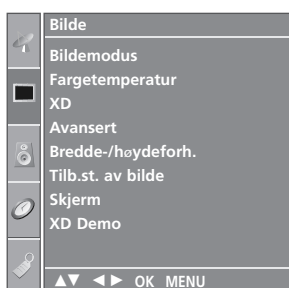 Bilde
Bildemodus
Fargetemperatur
XD
Avansert
Bredde-/høydeforh.
Tilb.st. av bilde
Skjerm
XD Demo
▲▼ ◄► OK MENU